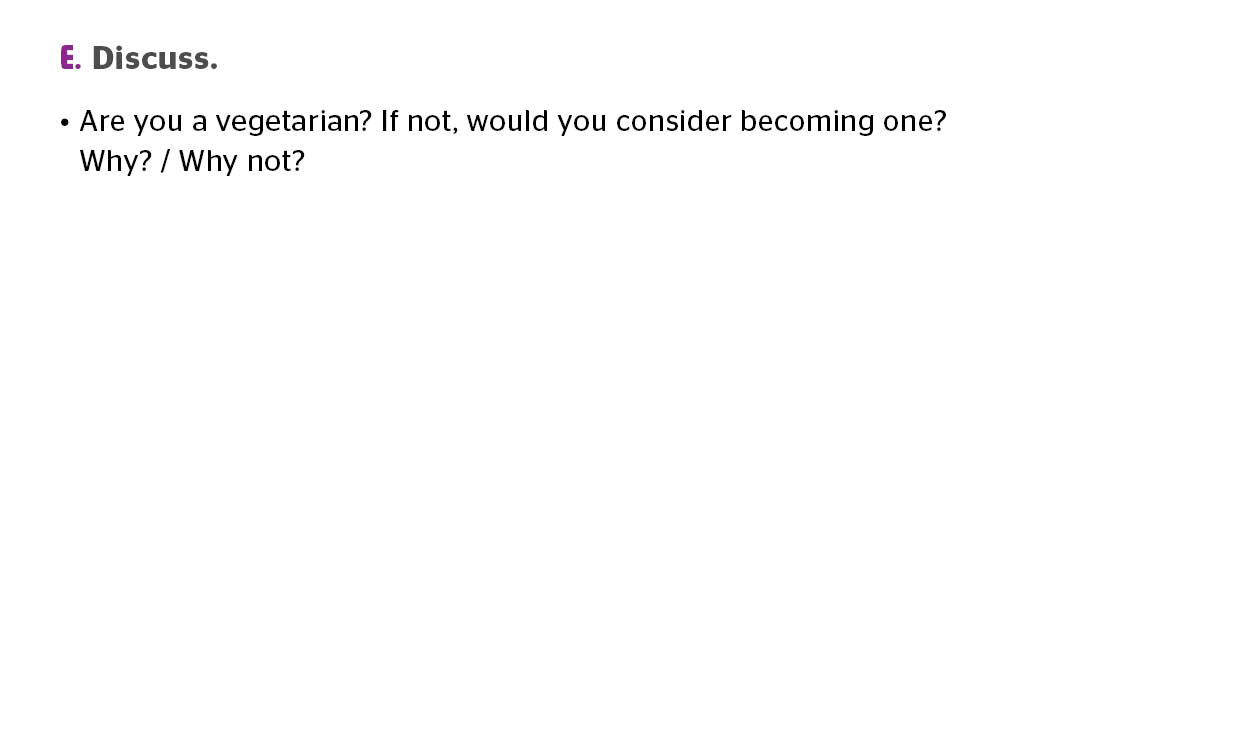 E. Discuss.
• Are you a vegetarian? If not, would you consider becoming one?
Why? / Why not?